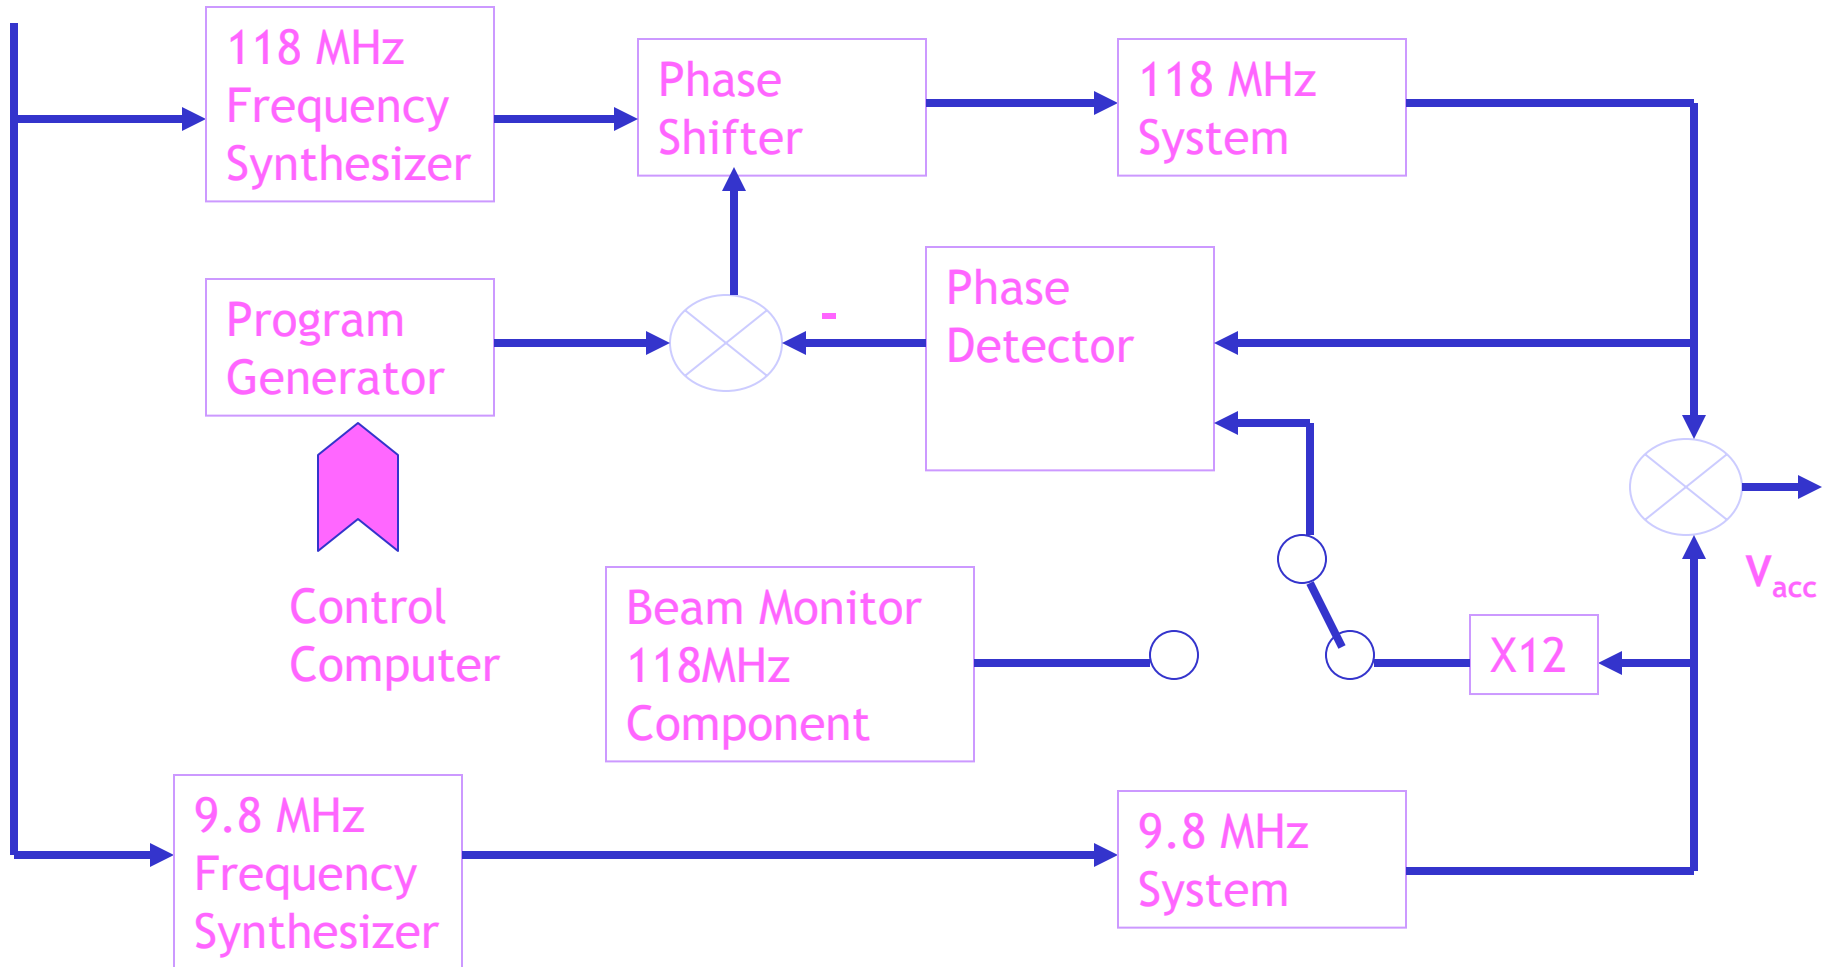 118 MHz
Frequency
Synthesizer
Phase
Shifter
118 MHz
System
Program
Generator
-
Phase
Detector
Control
Computer
Beam Monitor
118MHz
Component
X12
Vacc
9.8 MHz
Frequency
Synthesizer
9.8 MHz
System